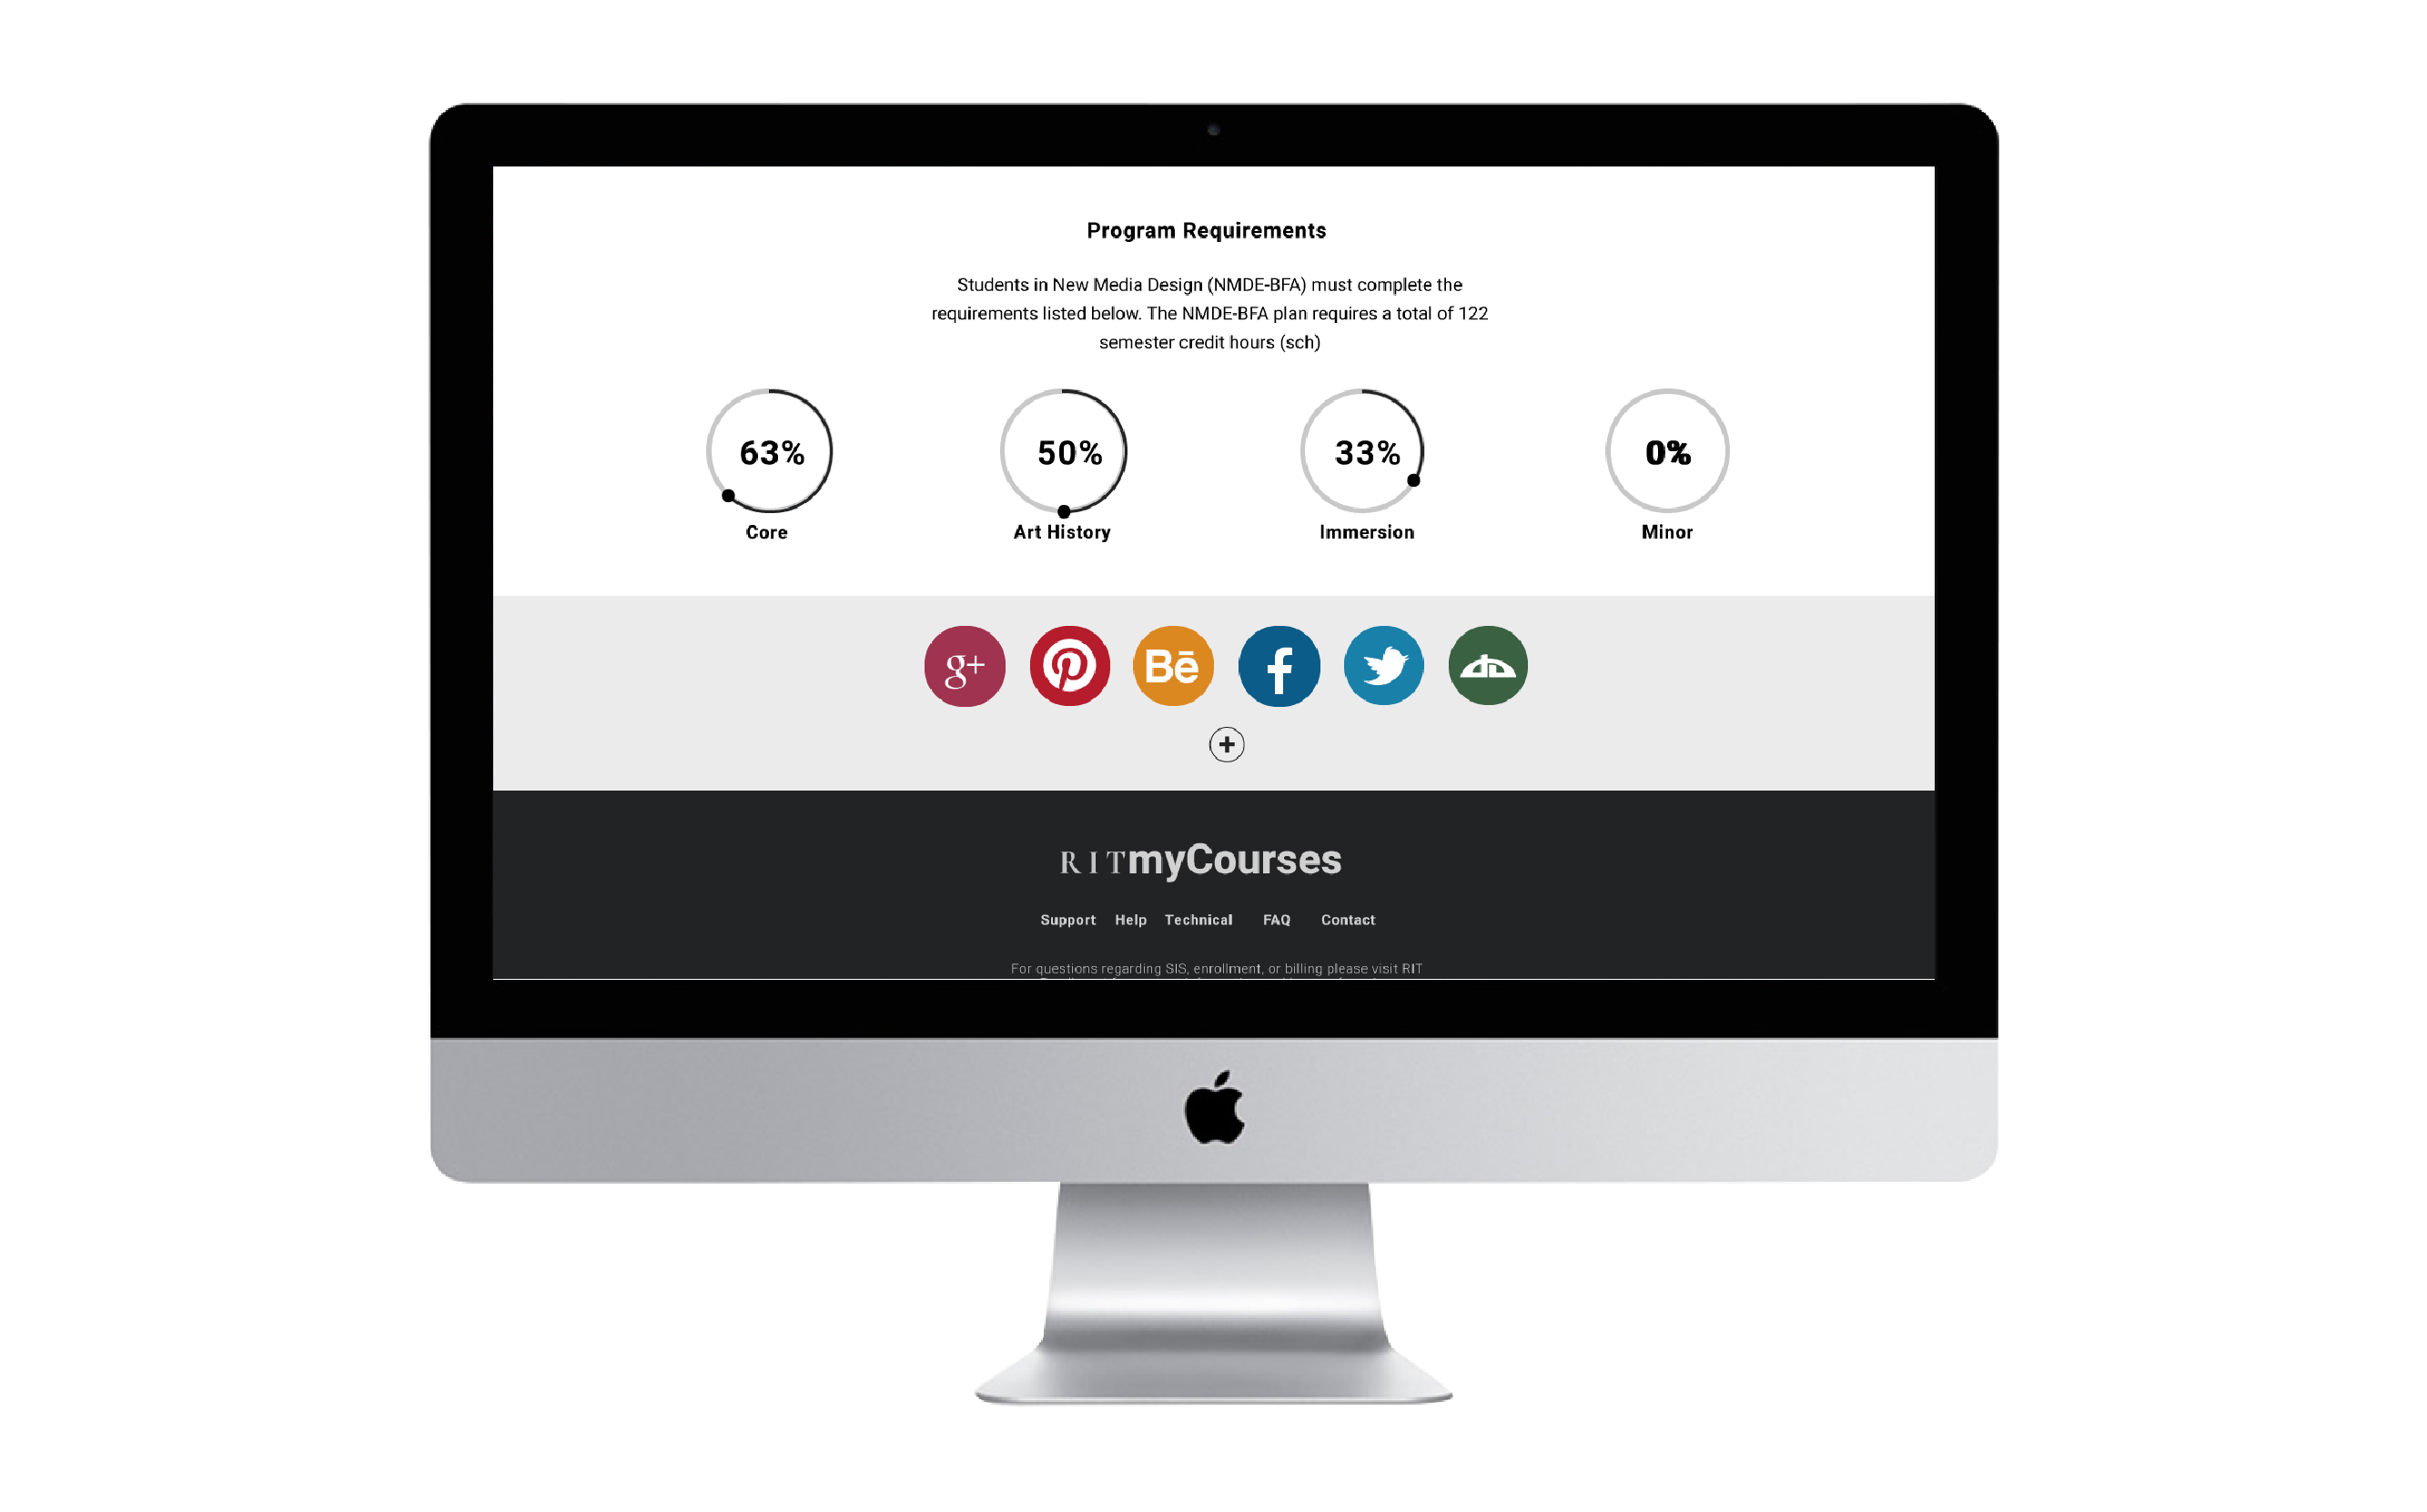 Program Requirements
Students in New Media Design (NMDE-BFA) must complete the
requirements listed below. The NMDE-BFA plan requires a total of 122
semester credit hours (sch)
63% 50% 33% 0%
Core Art History Immersion Minor
g+ Bē f
RITmyCourses
Support Help Technical FAQ Contact
For questions regarding SIS, enrollment, or billing please visit RIT